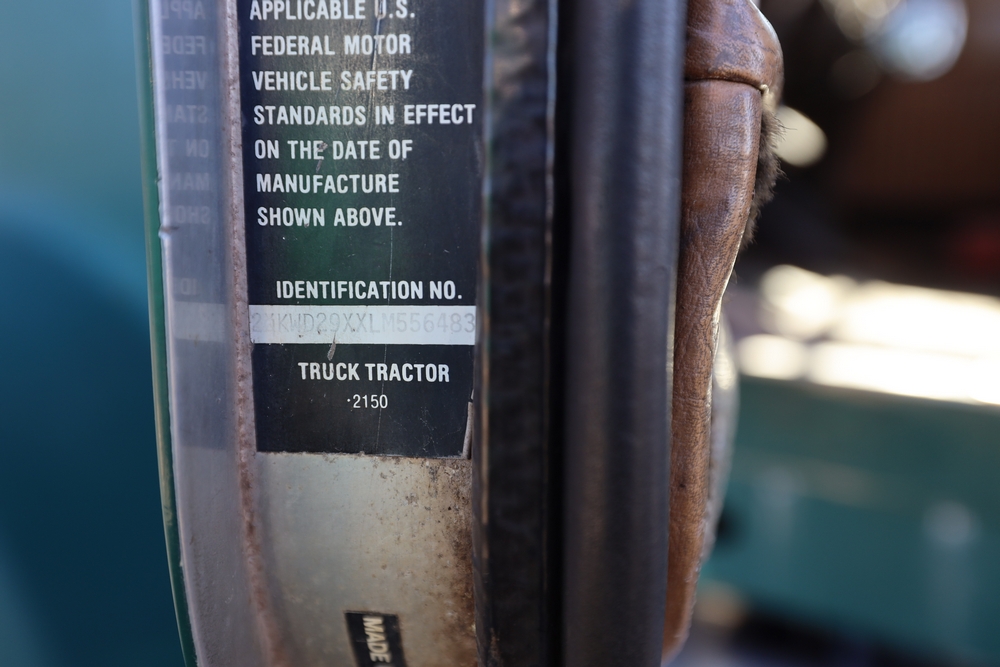 APPLICABLE U.S.
FEDERAL MOTOR
VEHICLE SAFETY
STANDARDS IN EFFECT
ON THE DATE OF
MANUFACTURE
SHOWN ABOVE.
IDENTIFICATION NO.
TRUCK TRACTOR
·2150
MADE